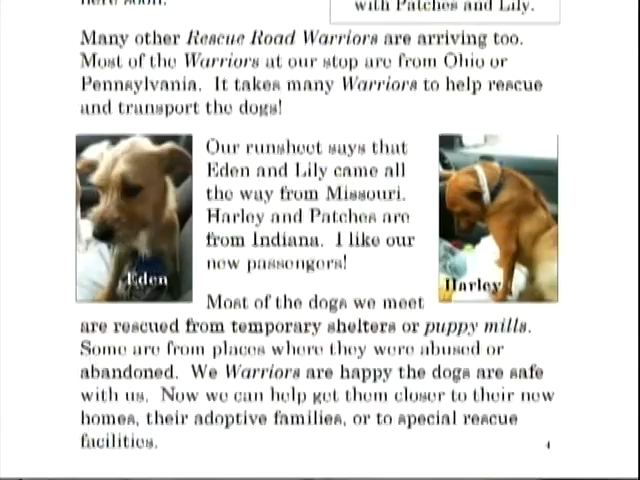 here soon.
with Patches and Lily.
Many other Rescue Road Warriors are arriving too.
Most of the Warriors at our stop are from Ohio or
Pennsylvania. It takes many Warriors to help rescue
and transport the dogs!
Our runsheet says that
Eden and Lily came all
the way from Missouri.
Harley and Patches are
from Indiana. I like our
new passengers!
Eden
Harley
Most of the dogs we meet
are rescued from temporary shelters or puppy mills.
Some are from places where they were abused or
abandoned. We Warriors are happy the dogs are safe
with us. Now we can help get them closer to their new
homes, their adoptive families, or to special rescue
facilities.
4